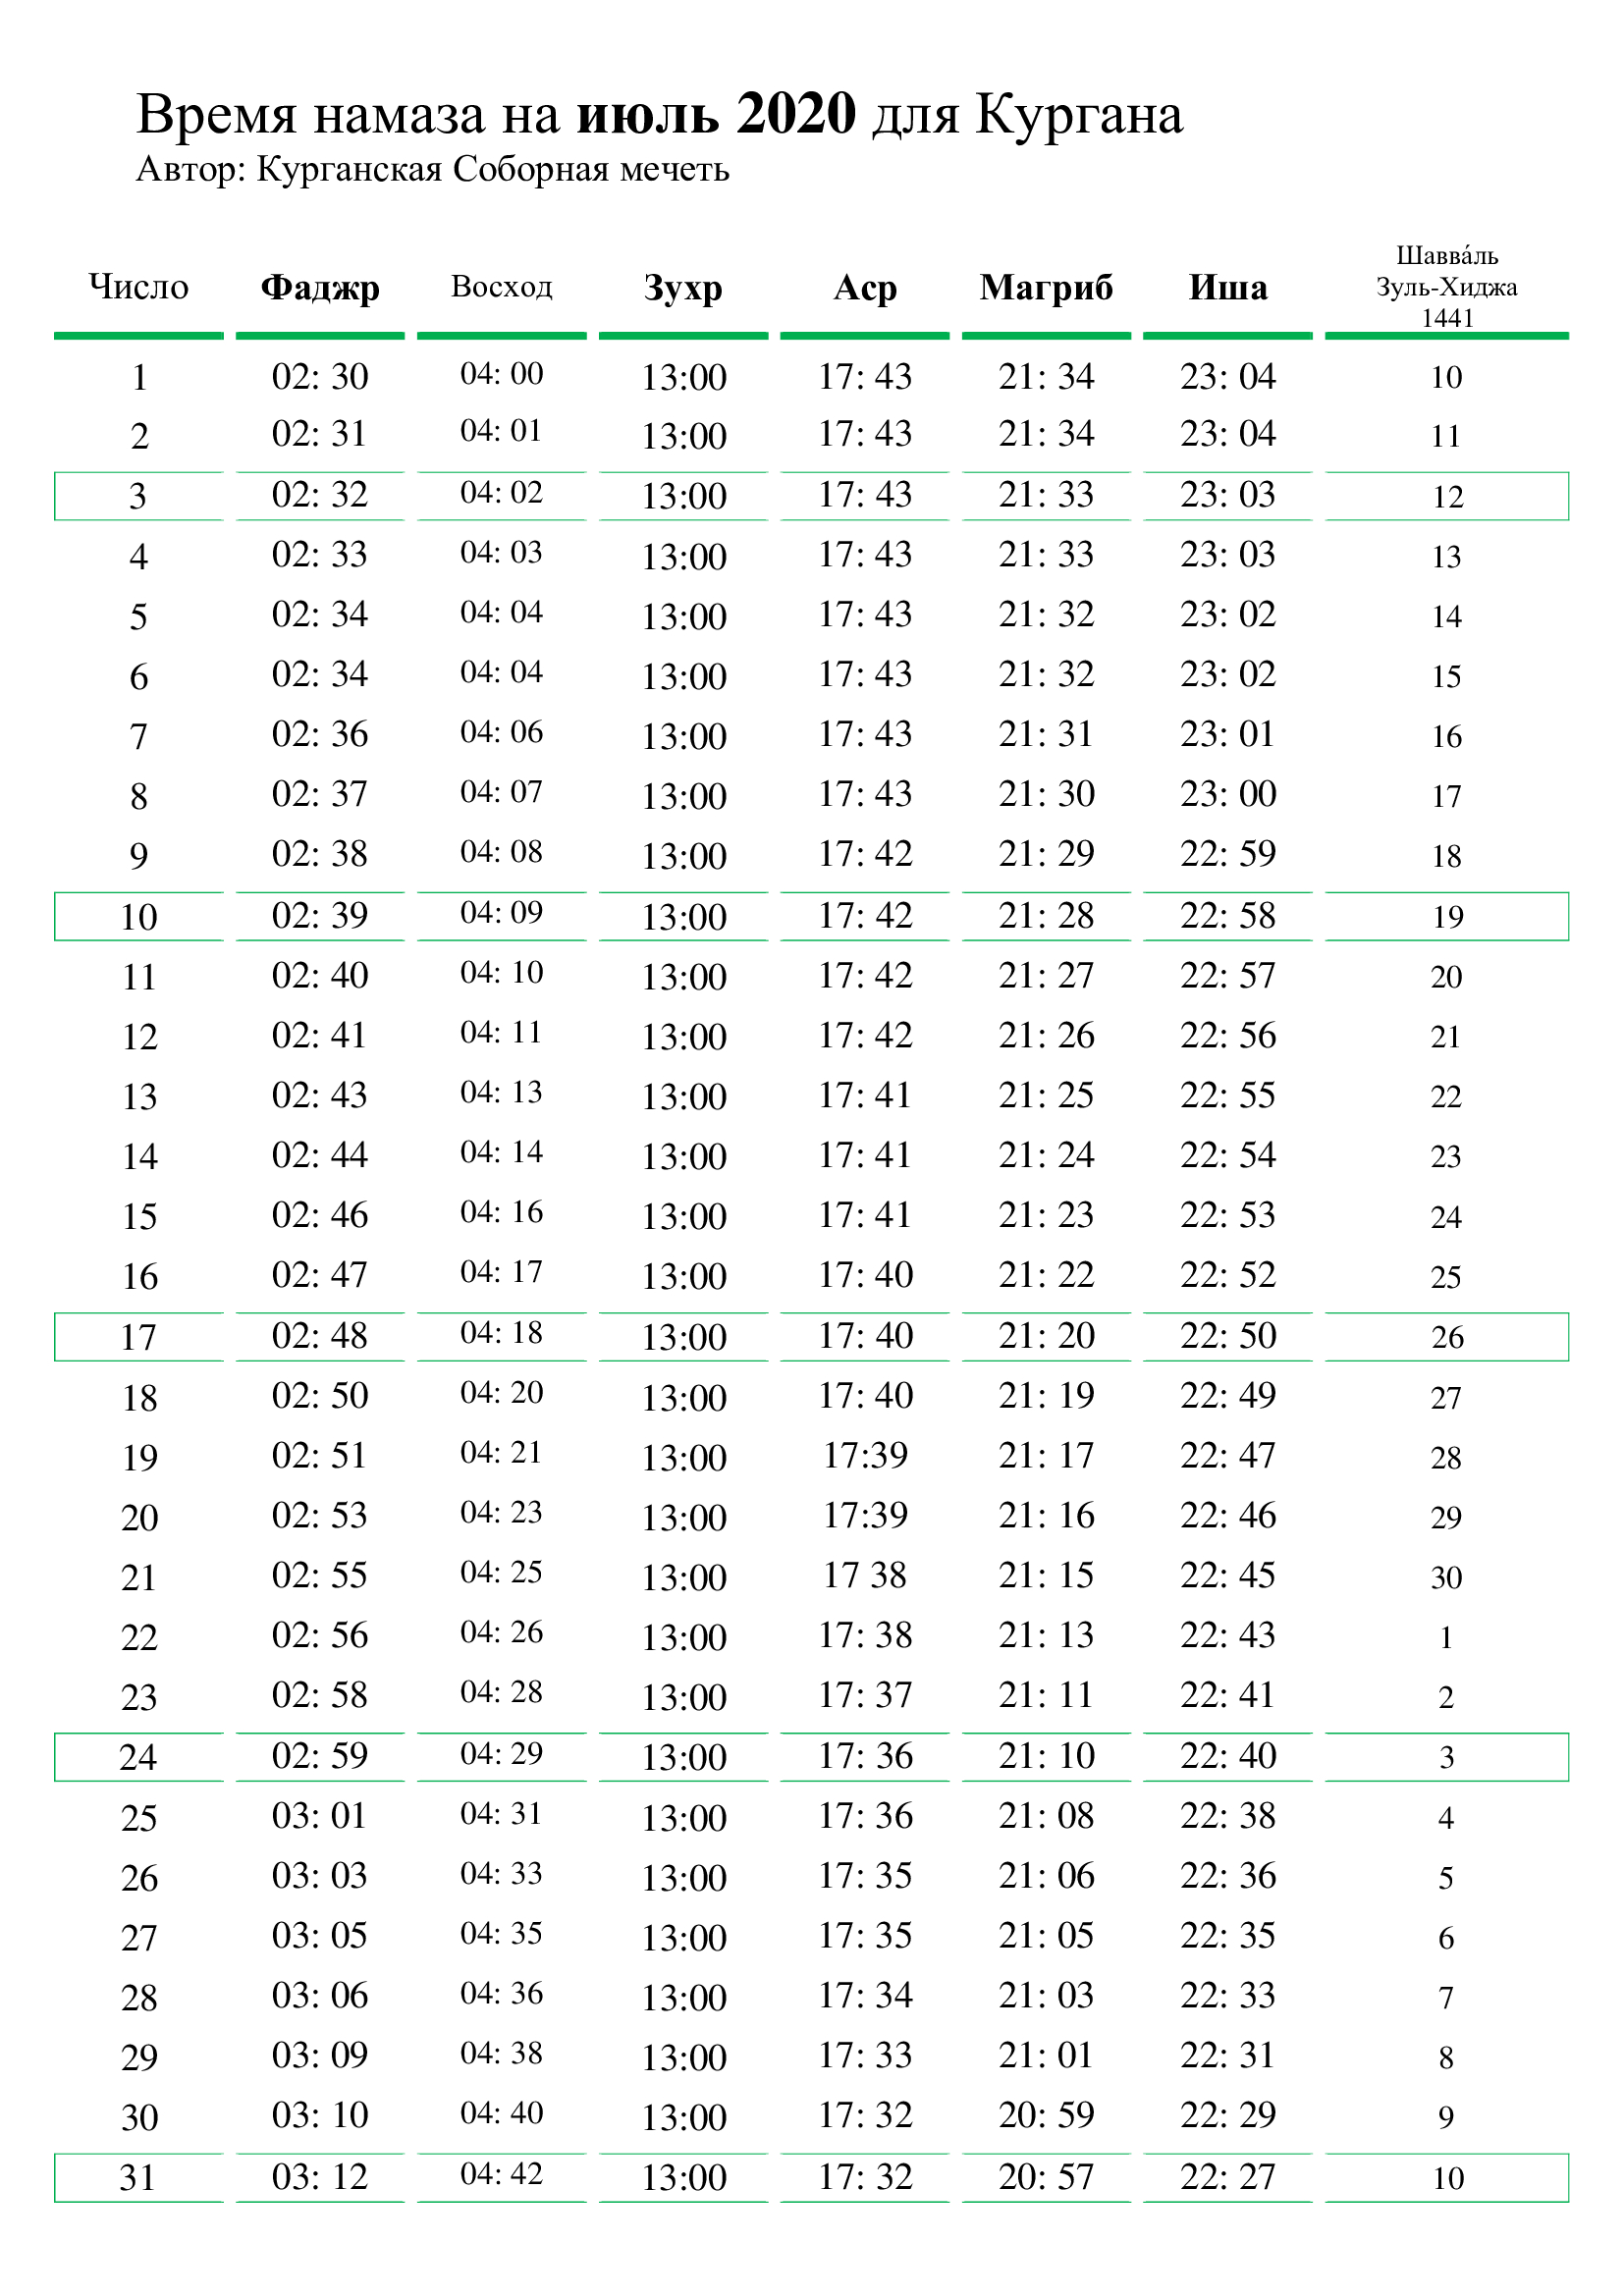 Время намаза на июль 2020 для Кургана
Автор: Курганская Соборная мечеть
Число Фаджр Восход Зухр Аср Магриб Иша Шавва́ль
Зуль-Хиджа
1441
1 02: 30 04: 00 13:00 17: 43 21: 34 23: 04 10
2 02: 31 04: 01 13:00 17: 43 21: 34 23: 04 11
3 02: 32 04: 02 13:00 17: 43 21: 33 23: 03 12
4 02: 33 04: 03 13:00 17: 43 21: 33 23: 03 13
5 02: 34 04: 04 13:00 17: 43 21: 32 23: 02 14
6 02: 34 04: 04 13:00 17: 43 21: 32 23: 02 15
7 02: 36 04: 06 13:00 17: 43 21: 31 23: 01 16
8 02: 37 04: 07 13:00 17: 43 21: 30 23: 00 17
9 02: 38 04: 08 13:00 17: 42 21: 29 22: 59 18
10 02: 39 04: 09 13:00 17: 42 21: 28 22: 58 19
11 02: 40 04: 10 13:00 17: 42 21: 27 22: 57 20
12 02: 41 04: 11 13:00 17: 42 21: 26 22: 56 21
13 02: 43 04: 13 13:00 17: 41 21: 25 22: 55 22
14 02: 44 04: 14 13:00 17: 41 21: 24 22: 54 23
15 02: 46 04: 16 13:00 17: 41 21: 23 22: 53 24
16 02: 47 04: 17 13:00 17: 40 21: 22 22: 52 25
17 02: 48 04: 18 13:00 17: 40 21: 20 22: 50 26
18 02: 50 04: 20 13:00 17: 40 21: 19 22: 49 27
19 02: 51 04: 21 13:00 17:39 21: 17 22: 47 28
20 02: 53 04: 23 13:00 17:39 21: 16 22: 46 29
21 02: 55 04: 25 13:00 17 38 21: 15 22: 45 30
22 02: 56 04: 26 13:00 17: 38 21: 13 22: 43 1
23 02: 58 04: 28 13:00 17: 37 21: 11 22: 41 2
24 02: 59 04: 29 13:00 17: 36 21: 10 22: 40 3
25 03: 01 04: 31 13:00 17: 36 21: 08 22: 38 4
26 03: 03 04: 33 13:00 17: 35 21: 06 22: 36 5
27 03: 05 04: 35 13:00 17: 35 21: 05 22: 35 6
28 03: 06 04: 36 13:00 17: 34 21: 03 22: 33 7
29 03: 09 04: 38 13:00 17: 33 21: 01 22: 31 8
30 03: 10 04: 40 13:00 17: 32 20: 59 22: 29 9
31 03: 12 04: 42 13:00 17: 32 20: 57 22: 27 10